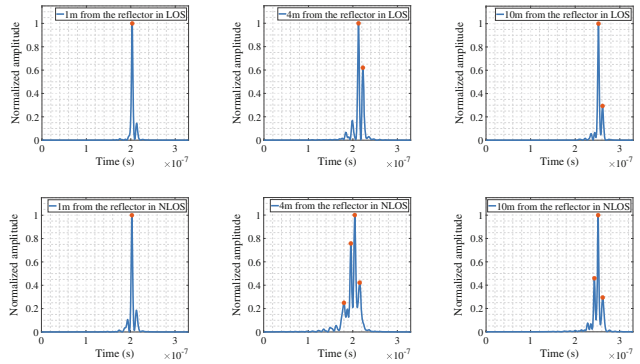 1m from the reflector in LOS
Normalized amplitude
1
0.8
0.6
0.4
0.2
0
0 1 2 3
Time (s)
×10⁻⁷
4m from the reflector in LOS
Normalized amplitude
1
0.8
0.6
0.4
0.2
0
0 1 2 3
Time (s)
×10⁻⁷
10m from the reflector in LOS
Normalized amplitude
1
0.8
0.6
0.4
0.2
0
0 1 2 3
Time (s)
×10⁻⁷
1m from the reflector in NLOS
Normalized amplitude
1
0.8
0.6
0.4
0.2
0
0 1 2 3
Time (s)
×10⁻⁷
4m from the reflector in NLOS
Normalized amplitude
1
0.8
0.6
0.4
0.2
0
0 1 2 3
Time (s)
×10⁻⁷
10m from the reflector in NLOS
Normalized amplitude
1
0.8
0.6
0.4
0.2
0
0 1 2 3
Time (s)
×10⁻⁷